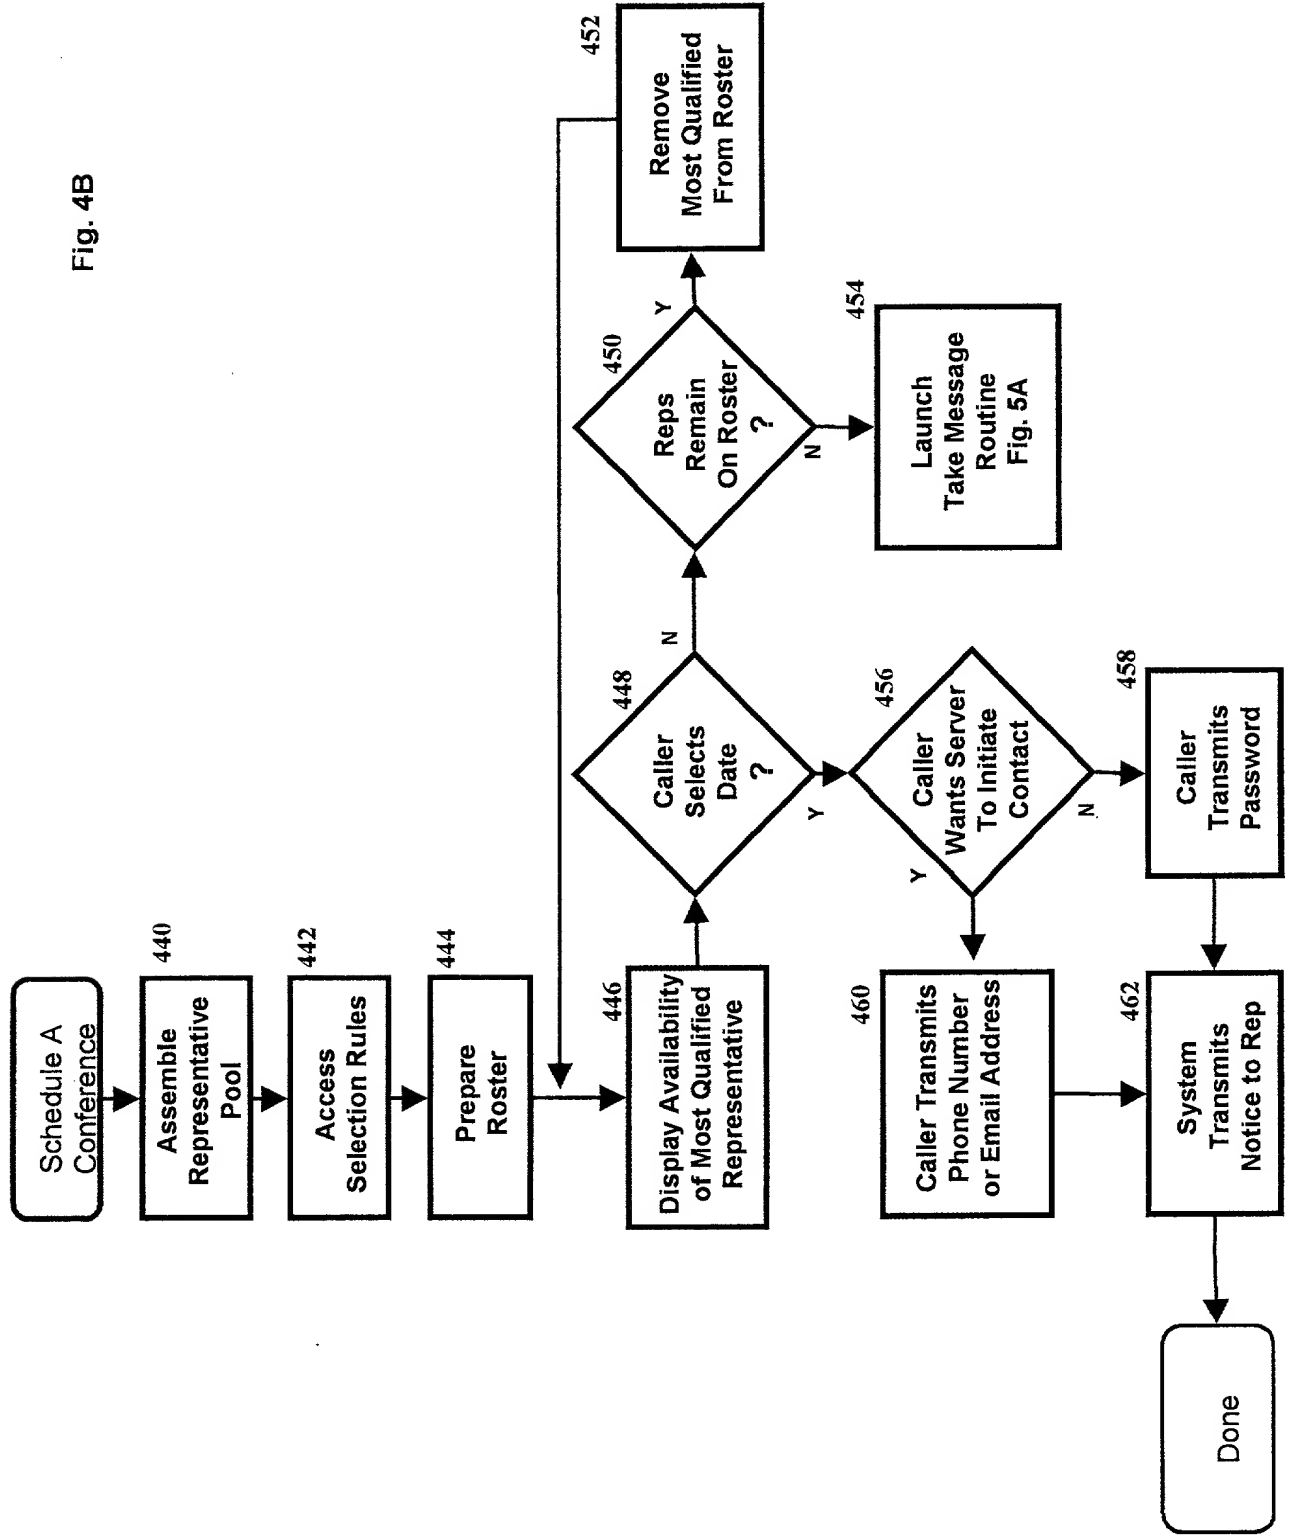 Fig. 4B
Schedule A
Conference
440
Assemble
Representative
Pool
442
Access
Selection Rules
444
Prepare
Roster
446
Display Availability
of Most Qualified
Representative
448
Caller
Selects
Date
?
N
Y
450
Reps
Remain
On Roster
?
Y
N
452
Remove
Most Qualified
From Roster
454
Launch
Take Message
Routine
Fig. 5A
456
Caller
Wants Server
To Initiate
Contact
Y
N
458
Caller
Transmits
Password
460
Caller Transmits
Phone Number
or Email Address
462
System
Transmits
Notice to Rep
Done